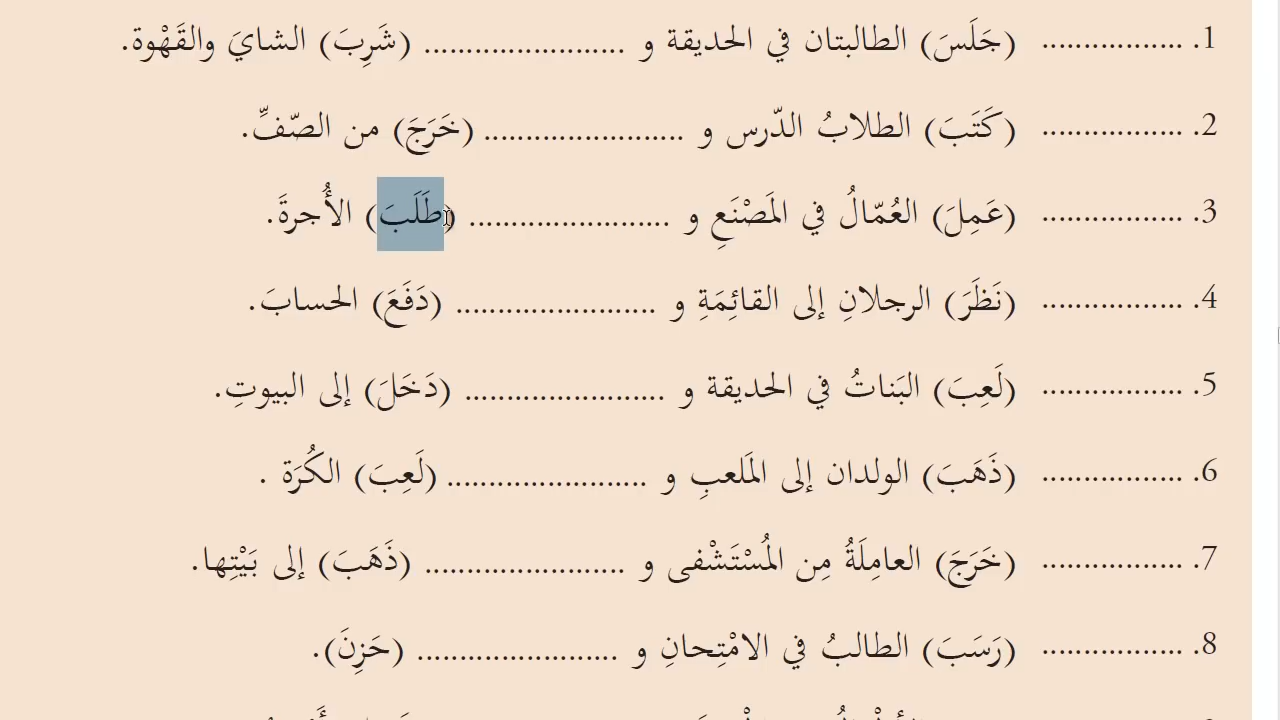 1. ................. (جَلَسَ) الطالبتان في الحديقة و ........................ (شَرِبَ) الشايَ والقَهْوة.
2. ................. (كَتَبَ) الطلابُ الدّرس و ........................ (خَرَجَ) من الصّفِّ.
3. ................. (عَمِلَ) العُمّالُ في المَصْنَعِ و ........................ (طَلَبَ) الأُجرةَ.
4. ................. (نَظَرَ) الرجلانِ إلى القائِمَةِ و ........................ (دَفَعَ) الحسابَ.
5. ................. (لَعِبَ) البَناتُ في الحديقة و ........................ (دَخَلَ) إلى البيوتِ.
6. ................. (ذَهَبَ) الولدان إلى المَلعبِ و ........................ (لَعِبَ) الكُرَة .
7. ................. (خَرَجَ) العامِلَةُ مِن المُسْتَشْفى و ........................ (ذَهَبَ) إلى بَيْتِها.
8. ................. (رَسَبَ) الطالبُ في الامْتِحانِ و ........................ (حَزِنَ).